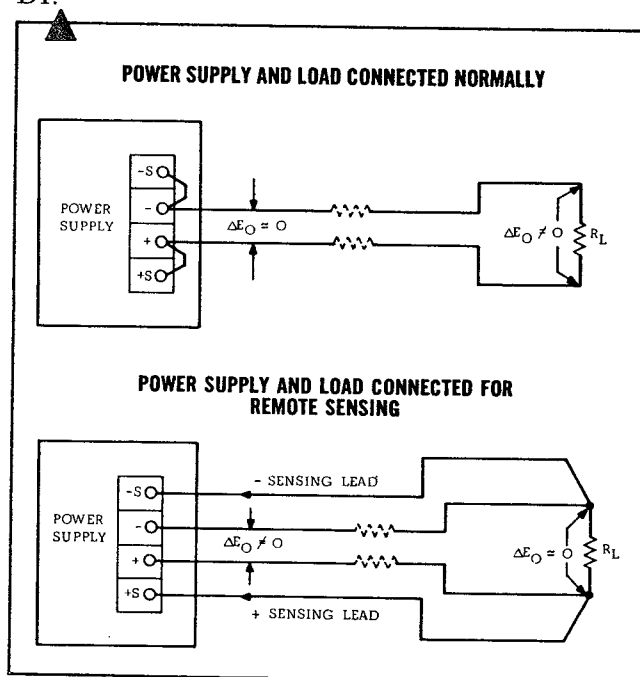 POWER SUPPLY AND LOAD CONNECTED NORMALLY
-S
-
+
+S
POWER
SUPPLY
ΔE_O ≈ O
ΔE_O ≠ O
R_L
POWER SUPPLY AND LOAD CONNECTED FOR
REMOTE SENSING
- SENSING LEAD
-S
-
+
+S
POWER
SUPPLY
ΔE_O ≠ O
ΔE_O ≈ O
R_L
+ SENSING LEAD